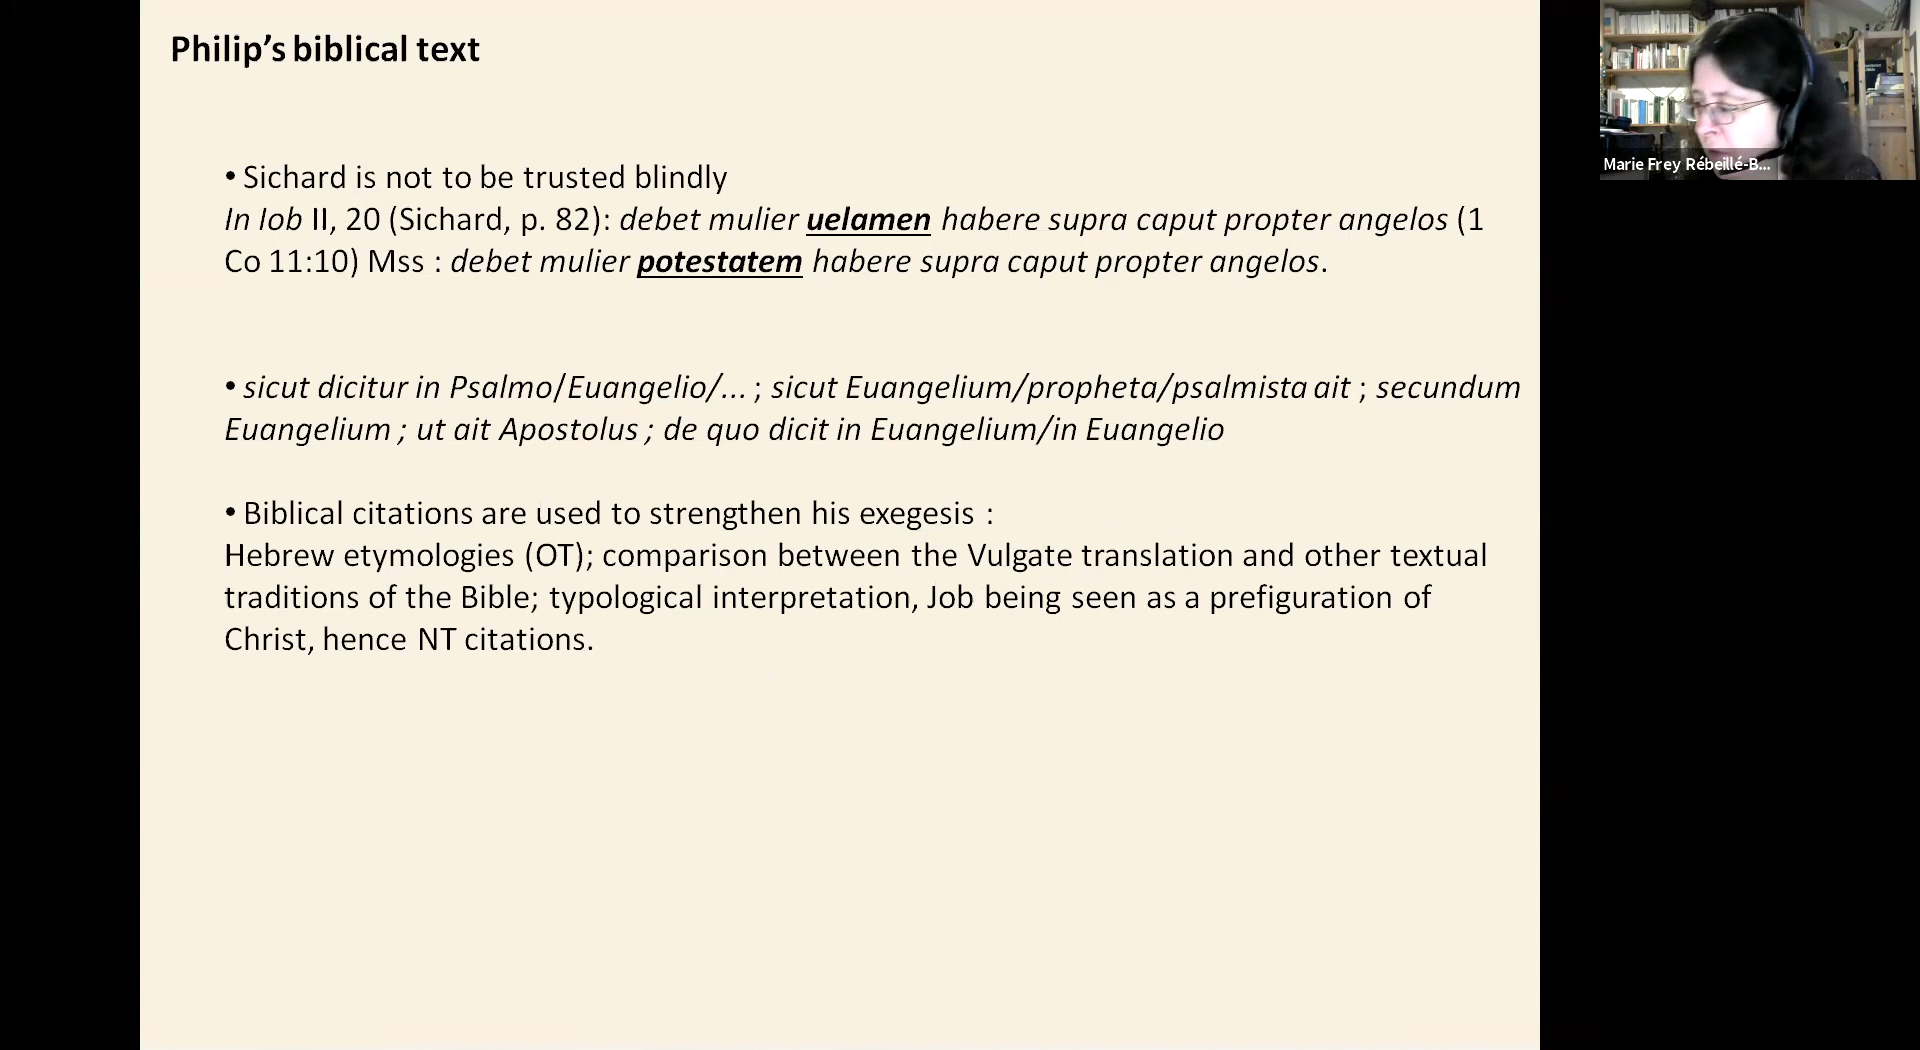 Philip's biblical text
• Sichard is not to be trusted blindly
In Iob II, 20 (Sichard, p. 82): debet mulier uelamen habere supra caput propter angelos (1
Co 11:10) Mss : debet mulier potestatem habere supra caput propter angelos.
• sicut dicitur in Psalmo/Euangelio/... ; sicut Euangelium/propheta/psalmista ait ; secundum
Euangelium ; ut ait Apostolus ; de quo dicit in Euangelium/in Euangelio
• Biblical citations are used to strengthen his exegesis :
Hebrew etymologies (OT); comparison between the Vulgate translation and other textual
traditions of the Bible; typological interpretation, Job being seen as a prefiguration of
Christ, hence NT citations.
Marie Frey Rébeillé-B...